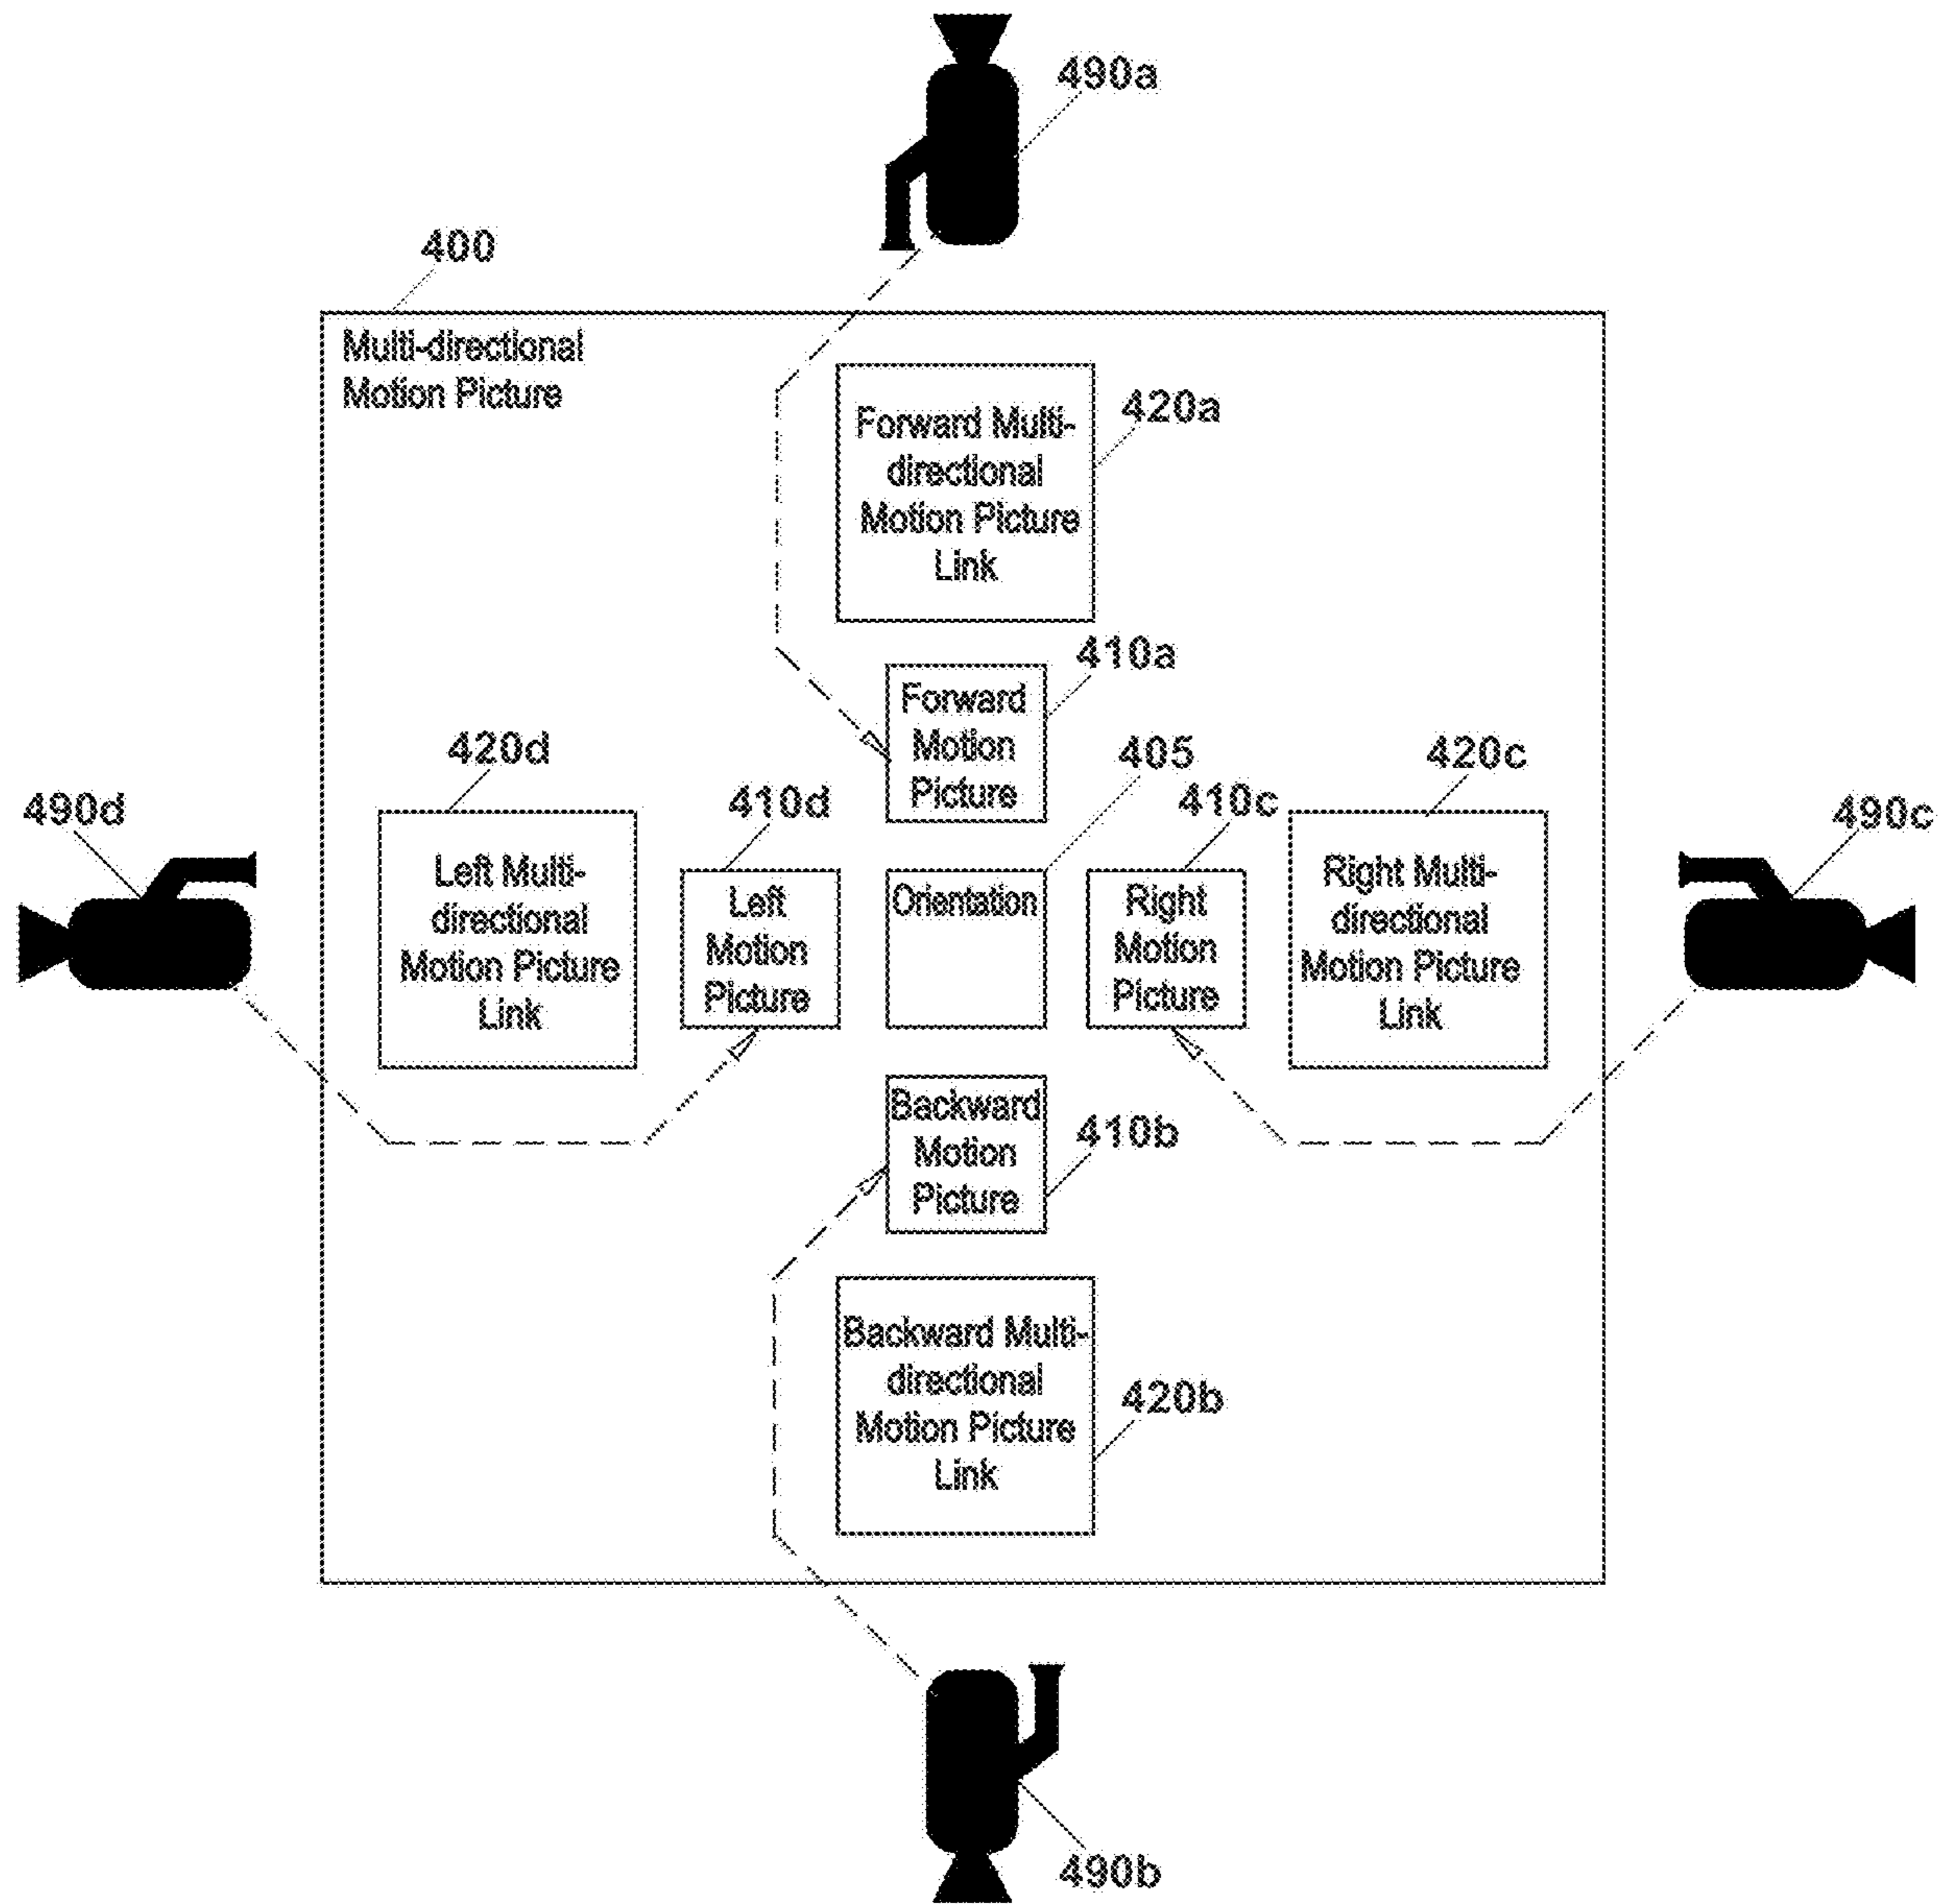 490a
400
Multi-directional
Motion Picture
420a
Forward Multi-
directional
Motion Picture
Link
410a
Forward
Motion
Picture
420d
405
420c
490d
410d
410c
490c
Left Multi-
directional
Motion Picture
Link
Left
Motion
Picture
Orientation
Right
Motion
Picture
Right Multi-
directional
Motion Picture
Link
Backward
Motion
Picture
410b
Backward Multi-
directional
Motion Picture
Link
420b
490b